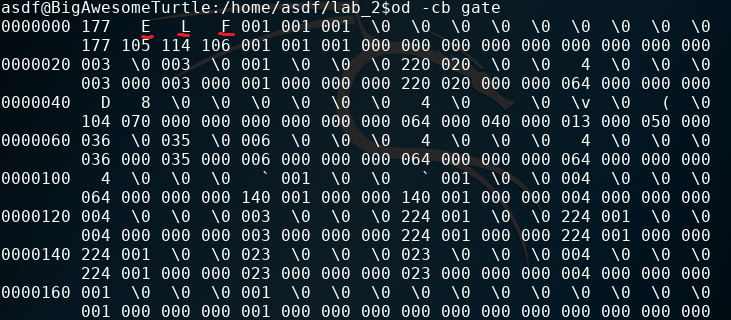 asdf@BigAwesomeTurtle:/home/asdf/lab_2$od -cb gate
0000000 177   E   L   F 001 001 001  \0  \0  \0  \0  \0  \0  \0  \0  \0
        177 105 114 106 001 001 001 000 000 000 000 000 000 000 000 000
0000020 003  \0 003  \0 001  \0  \0  \0 220 020  \0  \0   4  \0  \0  \0
        003 000 003 000 001 000 000 000 220 020 000 000 064 000 000 000
0000040   D   8  \0  \0  \0  \0  \0  \0   4  \0      \0  \v  \0   (  \0
        104 070 000 000 000 000 000 000 064 000 040 000 013 000 050 000
0000060 036  \0 035  \0 006  \0  \0  \0   4  \0  \0  \0   4  \0  \0  \0
        036 000 035 000 006 000 000 000 064 000 000 000 064 000 000 000
0000100   4  \0  \0  \0   ` 001  \0  \0   ` 001  \0  \0 004  \0  \0  \0
        064 000 000 000 140 001 000 000 140 001 000 000 004 000 000 000
0000120 004  \0  \0  \0 003  \0  \0  \0 224 001  \0  \0 224 001  \0  \0
        004 000 000 000 003 000 000 000 224 001 000 000 224 001 000 000
0000140 224 001  \0  \0 023  \0  \0  \0 023  \0  \0  \0 004  \0  \0  \0
        224 001 000 000 023 000 000 000 023 000 000 000 004 000 000 000
0000160 001  \0  \0  \0 001  \0  \0  \0  \0  \0  \0  \0  \0  \0  \0  \0
        001 000 000 000 001 000 000 000 000 000 000 000 000 000 000 000